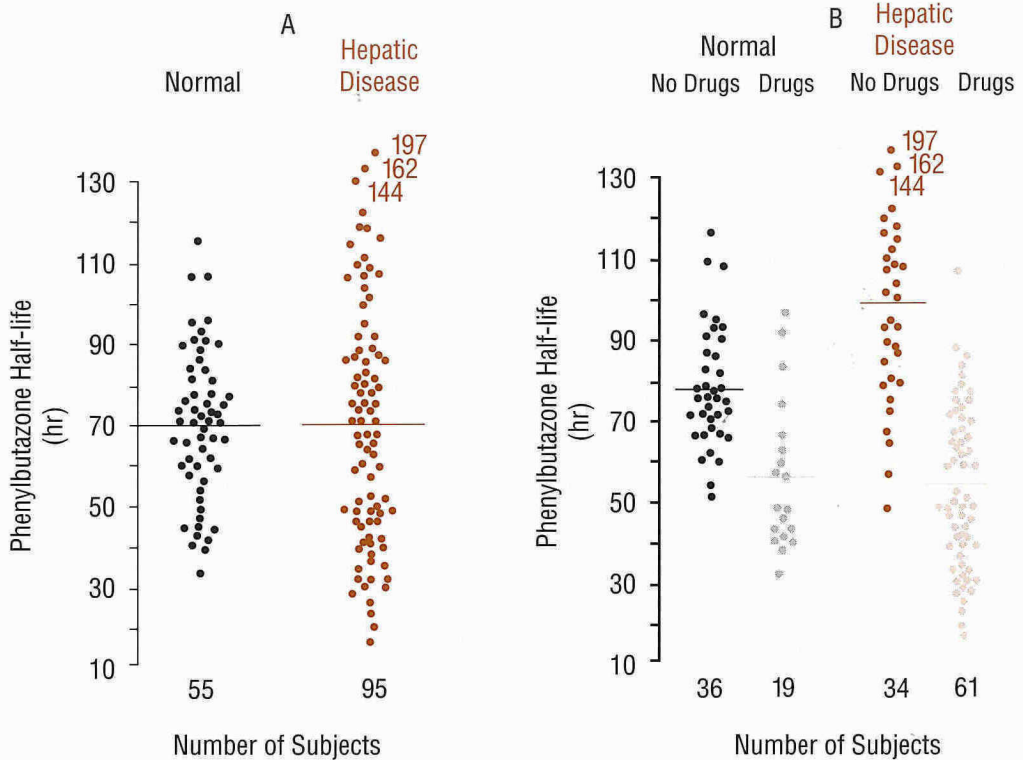 A
Normal
Hepatic
Disease
197
162
144
130
110
90
70
50
30
10
Phenylbutazone Half-life
(hr)
55
95
Number of Subjects
B
Normal
Hepatic
Disease
No Drugs
Drugs
No Drugs
Drugs
197
162
144
130
110
90
70
50
30
10
Phenylbutazone Half-life
(hr)
36
19
34
61
Number of Subjects